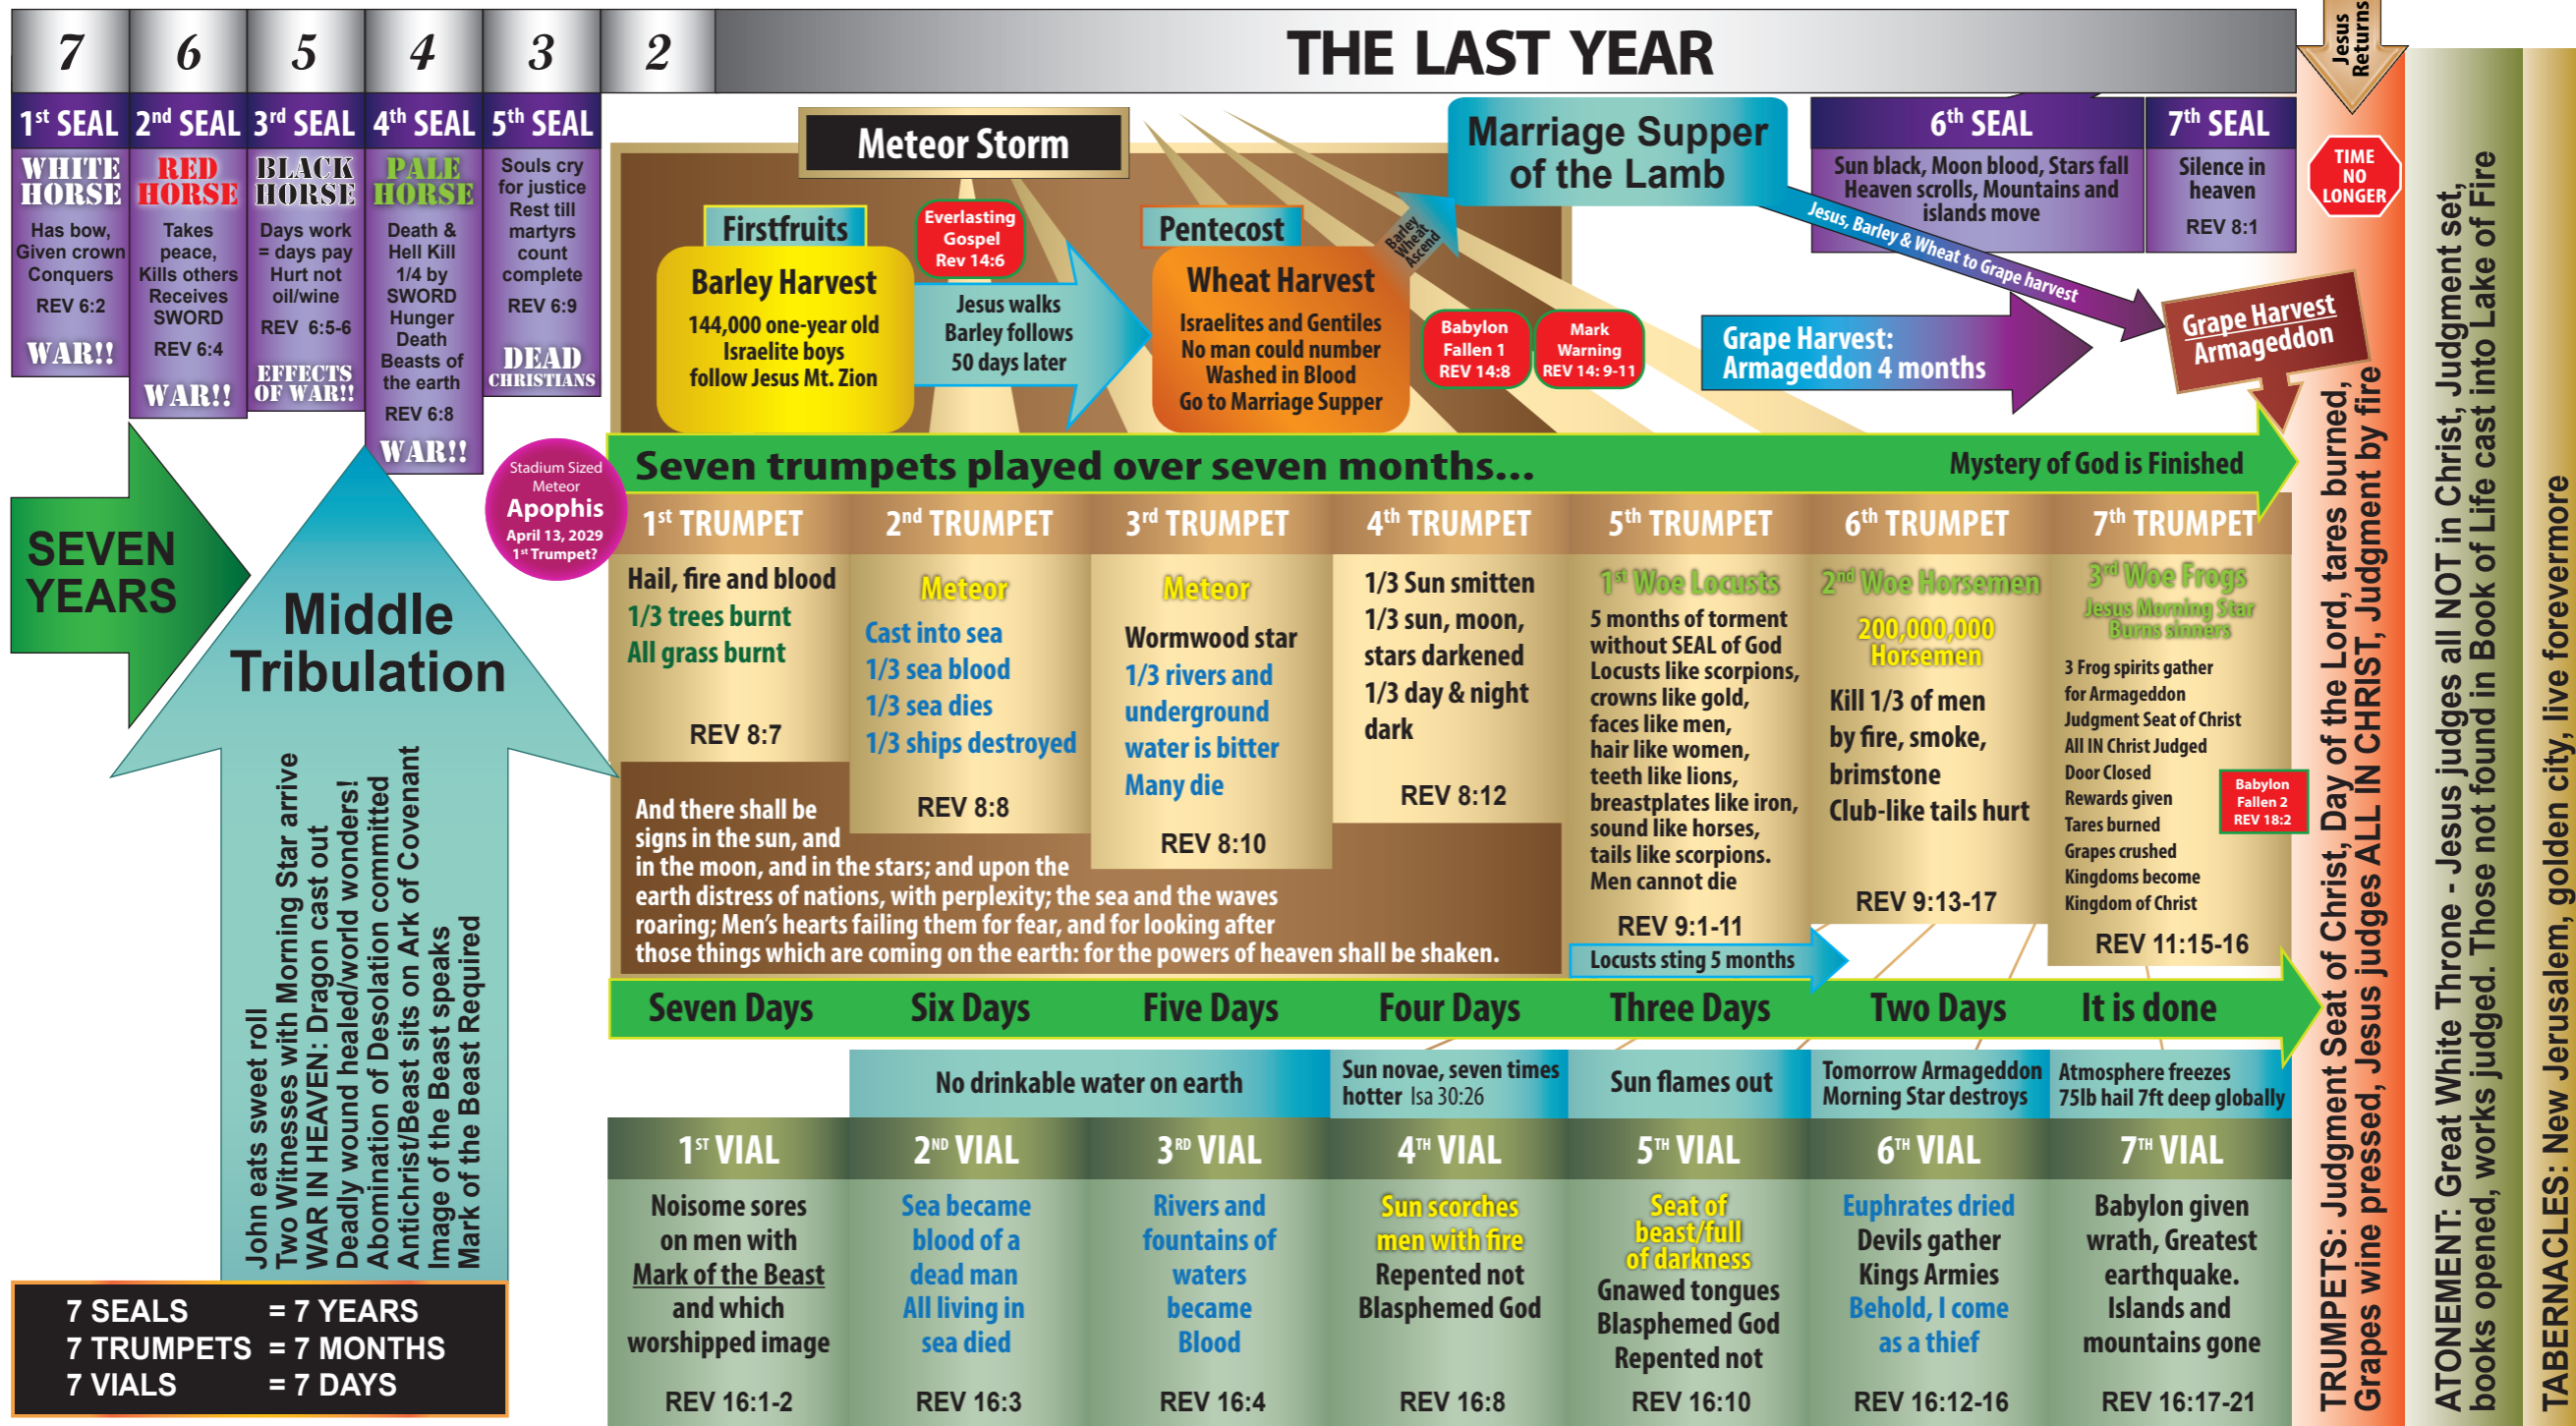 7
6
5
4
3
2
THE LAST YEAR
Jesus
Returns
1st SEAL
WHITE
HORSE
Has bow,
Given crown
Conquers
REV 6:2
WAR!!
2nd SEAL
RED
HORSE
Takes
peace,
Kills others
Receives
SWORD
REV 6:4
WAR!!
3rd SEAL
BLACK
HORSE
Days work
= days pay
Hurt not
oil/wine
REV 6:5-6
EFFECTS
OF WAR!!
4th SEAL
PALE
HORSE
Death &
Hell Kill
1/4 by
SWORD
Hunger
Death
Beasts of
the earth
REV 6:8
WAR!!
5th SEAL
Souls cry
for justice
Rest till
martyrs
count
complete
REV 6:9
DEAD
CHRISTIANS
Meteor Storm
Firstfruits
Barley Harvest
144,000 one-year old
Israelite boys
follow Jesus Mt. Zion
Everlasting
Gospel
Rev 14:6
Jesus walks
Barley follows
50 days later
Pentecost
Wheat Harvest
Israelites and Gentiles
No man could number
Washed in Blood
Go to Marriage Supper
Barley
Wheat
Ascend
Marriage Supper
of the Lamb
Babylon
Fallen 1
REV 14:8
Mark
Warning
REV 14: 9-11
6th SEAL
Sun black, Moon blood, Stars fall
Heaven scrolls, Mountains and
islands move
7th SEAL
Silence in
heaven
REV 8:1
TIME
NO
LONGER
Jesus, Barley & Wheat to Grape harvest
Grape Harvest:
Armageddon 4 months
Grape Harvest
Armageddon
SEVEN
YEARS
Middle
Tribulation
John eats sweet roll
Two Witnesses with Morning Star arrive
WAR IN HEAVEN: Dragon cast out
Deadly wound healed/world wonders!
Abomination of Desolation committed
Antichrist/Beast sits on Ark of Covenant
Image of the Beast speaks
Mark of the Beast Required
7 SEALS = 7 YEARS
7 TRUMPETS = 7 MONTHS
7 VIALS = 7 DAYS
Stadium Sized
Meteor
Apophis
April 13, 2029
1st Trumpet?
Seven trumpets played over seven months...
Mystery of God is Finished
1st TRUMPET
Hail, fire and blood
1/3 trees burnt
All grass burnt
REV 8:7
2nd TRUMPET
Meteor
Cast into sea
1/3 sea blood
1/3 sea dies
1/3 ships destroyed
REV 8:8
3rd TRUMPET
Meteor
Wormwood star
1/3 rivers and
underground
water is bitter
Many die
REV 8:10
4th TRUMPET
1/3 Sun smitten
1/3 sun, moon,
stars darkened
1/3 day & night
dark
REV 8:12
5th TRUMPET
1st Woe Locusts
5 months of torment
without SEAL of God
Locusts like scorpions,
crowns like gold,
faces like men,
hair like women,
teeth like lions,
breastplates like iron,
sound like horses,
tails like scorpions.
Men cannot die
REV 9:1-11
Locusts sting 5 months
6th TRUMPET
2nd Woe Horsemen
200,000,000
Horsemen
Kill 1/3 of men
by fire, smoke,
brimstone
Club-like tails hurt
REV 9:13-17
7th TRUMPET
3rd Woe Frogs
Jesus Morning Star
Burns sinners
3 Frog spirits gather
for Armageddon
Judgment Seat of Christ
All IN Christ Judged
Door Closed
Rewards given
Tares burned
Grapes crushed
Kingdoms become
Kingdom of Christ
REV 11:15-16
Babylon
Fallen 2
REV 18:2
And there shall be
signs in the sun, and
in the moon, and in the stars; and upon the
earth distress of nations, with perplexity; the sea and the waves
roaring; Men's hearts failing them for fear, and for looking after
those things which are coming on the earth: for the powers of heaven shall be shaken.
Seven Days
Six Days
Five Days
Four Days
Three Days
Two Days
It is done
No drinkable water on earth
Sun novae, seven times
hotter Isa 30:26
Sun flames out
Tomorrow Armageddon
Morning Star destroys
Atmosphere freezes
75lb hail 7ft deep globally
1ST VIAL
Noisome sores
on men with
Mark of the Beast
and which
worshipped image
REV 16:1-2
2ND VIAL
Sea became
blood of a
dead man
All living in
sea died
REV 16:3
3RD VIAL
Rivers and
fountains of
waters
became
Blood
REV 16:4
4TH VIAL
Sun scorches
men with fire
Repented not
Blasphemed God
REV 16:8
5TH VIAL
Seat of
beast/full
of darkness
Gnawed tongues
Blasphemed God
Repented not
REV 16:10
6TH VIAL
Euphrates dried
Devils gather
Kings Armies
Behold, I come
as a thief
REV 16:12-16
7TH VIAL
Babylon given
wrath, Greatest
earthquake.
Islands and
mountains gone
REV 16:17-21
TRUMPETS: Judgment Seat of Christ, Day of the Lord, tares burned,
Grapes wine pressed, Jesus judges ALL IN CHRIST, Judgment by fire
ATONEMENT: Great White Throne - Jesus judges all NOT in Christ, Judgment set,
books opened, works judged. Those not found in Book of Life cast into Lake of Fire
TABERNACLES: New Jerusalem, golden city, live forevermore